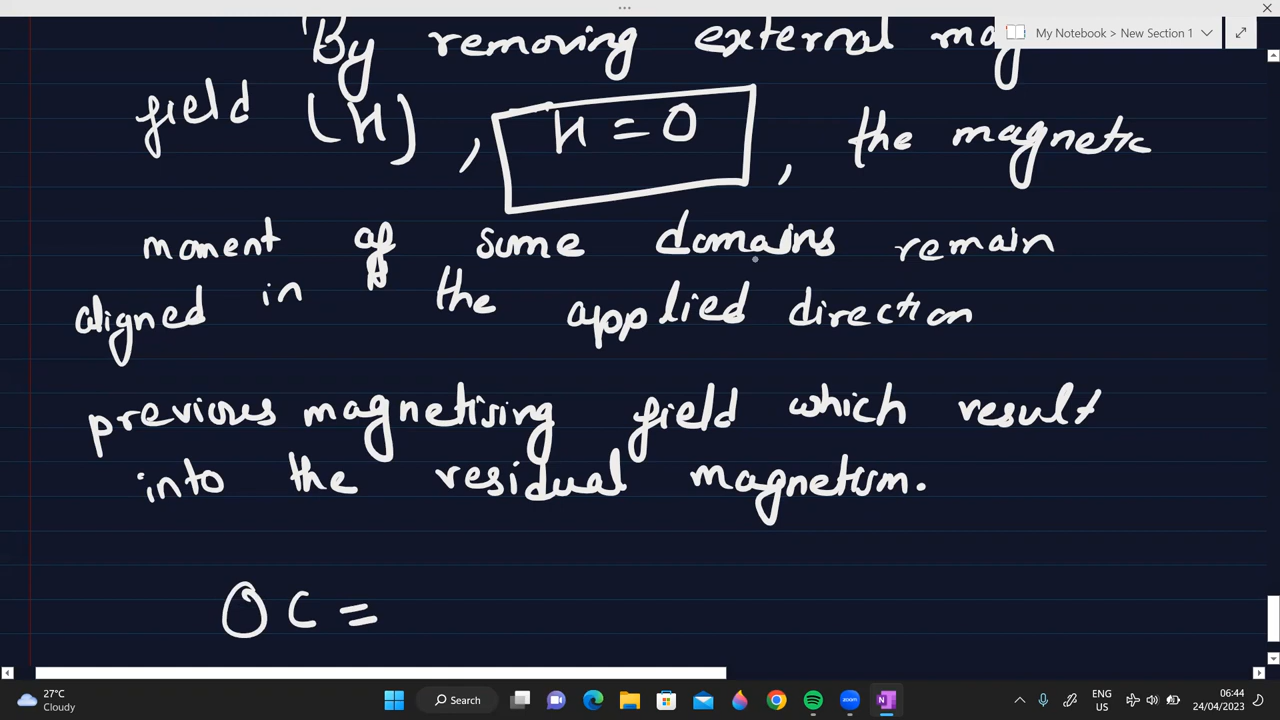 My Notebook > New Section 1
By removing external
field (H), H = 0, the magnetic
moment of some domains remain
aligned in the applied direction
previous magnetising field which result
into the residual magnetism.
OC =
27°C
Cloudy
Search
zoom
ENG
US
06:44
24/04/2023